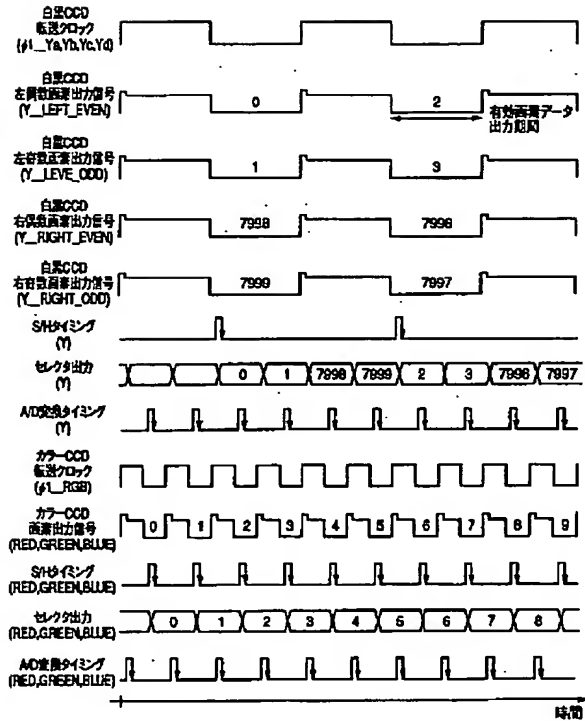 白黒CCD
転送クロック
(φ1__Ya,Yb,Yc,Yd)
白黒CCD
左偶数画素出力信号
(Y__LEFT_EVEN)
0
2
有効画素データ
出力期間
白黒CCD
左奇数画素出力信号
(Y__LEVE_ODD)
1
3
白黒CCD
右偶数画素出力信号
(Y__RIGHT_EVEN)
7998
7996
白黒CCD
右奇数画素出力信号
(Y__RIGHT_ODD)
7999
7997
S/Hタイミング
(Y)
セレクタ出力
(Y)
0 1 7998 7999 2 3 7996 7997
A/D変換タイミング
(Y)
カラーCCD
転送クロック
(φ1__RGB)
カラーCCD
画素出力信号
(RED,GREEN,BLUE)
0 1 2 3 4 5 6 7 8 9
S/Hタイミング
(RED,GREEN,BLUE)
セレクタ出力
(RED,GREEN,BLUE)
0 1 2 3 4 5 6 7 8
A/D変換タイミング
(RED,GREEN,BLUE)
時間